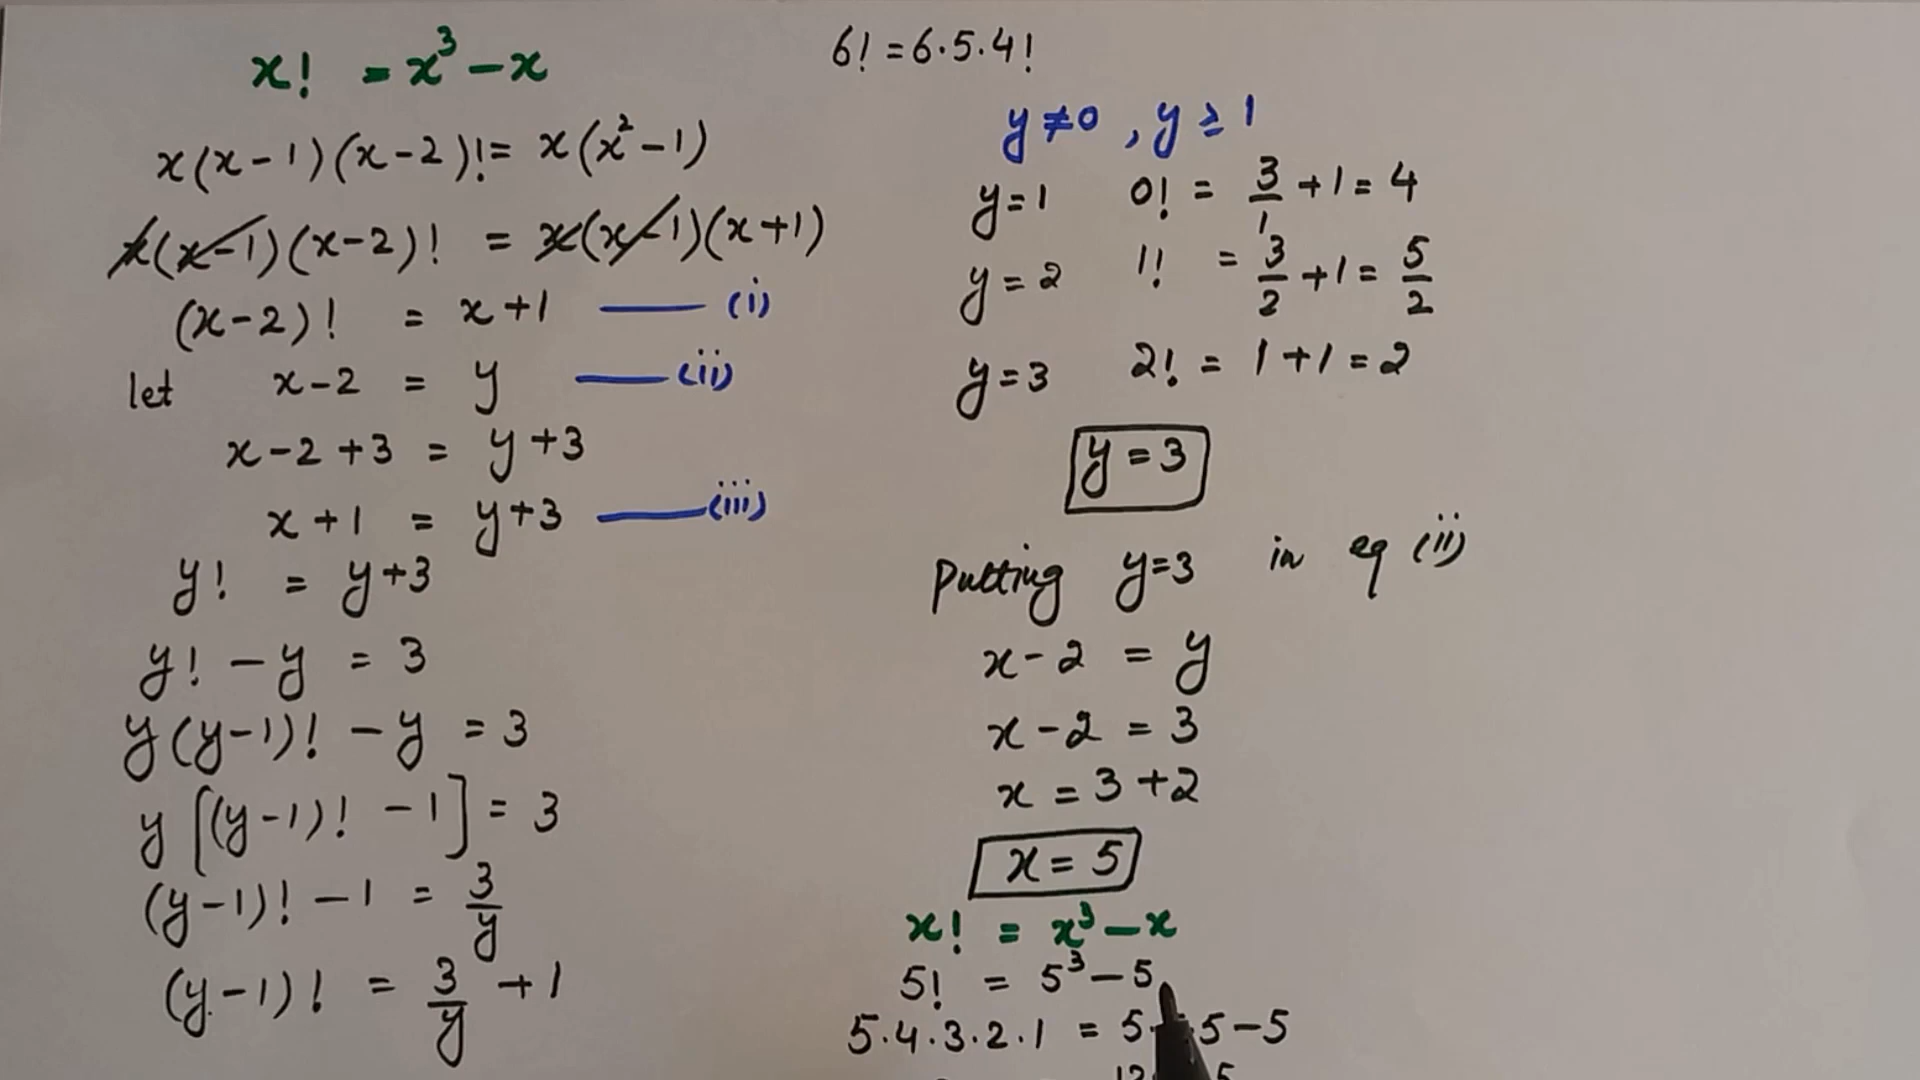 x! = x³ - x
x(x-1)(x-2)! = x(x²-1)
x(x-1)(x-2)! = x(x-1)(x+1)
(x-2)! = x+1 —— (i)
let x-2 = y —— (ii)
x-2+3 = y+3
x+1 = y+3 —— (iii)
y! = y+3
y! - y = 3
y(y-1)! - y = 3
y[(y-1)! - 1] = 3
(y-1)! - 1 = 3/y
(y-1)! = 3/y + 1
6! = 6·5·4!
y ≠ 0, y ≥ 1
y=1 0! = 3/1 + 1 = 4
y=2 1! = 3/2 + 1 = 5/2
y=3 2! = 1+1 = 2
y = 3
Putting y=3 in eq (ii)
x-2 = y
x-2 = 3
x = 3+2
x = 5
x! = x³ - x
5! = 5³ - 5
5·4·3·2·1 = 5 · 5 - 5